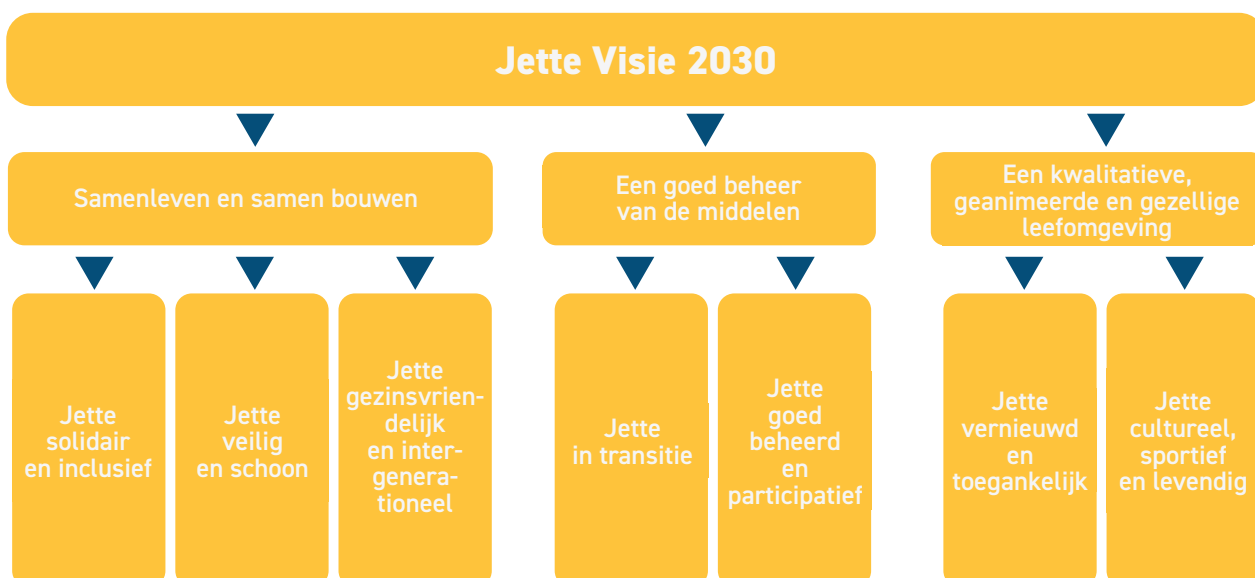 Jette Visie 2030
Samenleven en samen bouwen
Een goed beheer
van de middelen
Een kwalitatieve,
geanimeerde en gezellige
leefomgeving
Jette
solidair
en inclusief
Jette
veilig
en schoon
Jette
gezinsvrien-
delijk
en inter-
genera-
tioneel
Jette
in transitie
Jette
goed
beheerd
en
participatief
Jette
vernieuwd
en
toegankelijk
Jette
cultureel,
sportief
en levendig